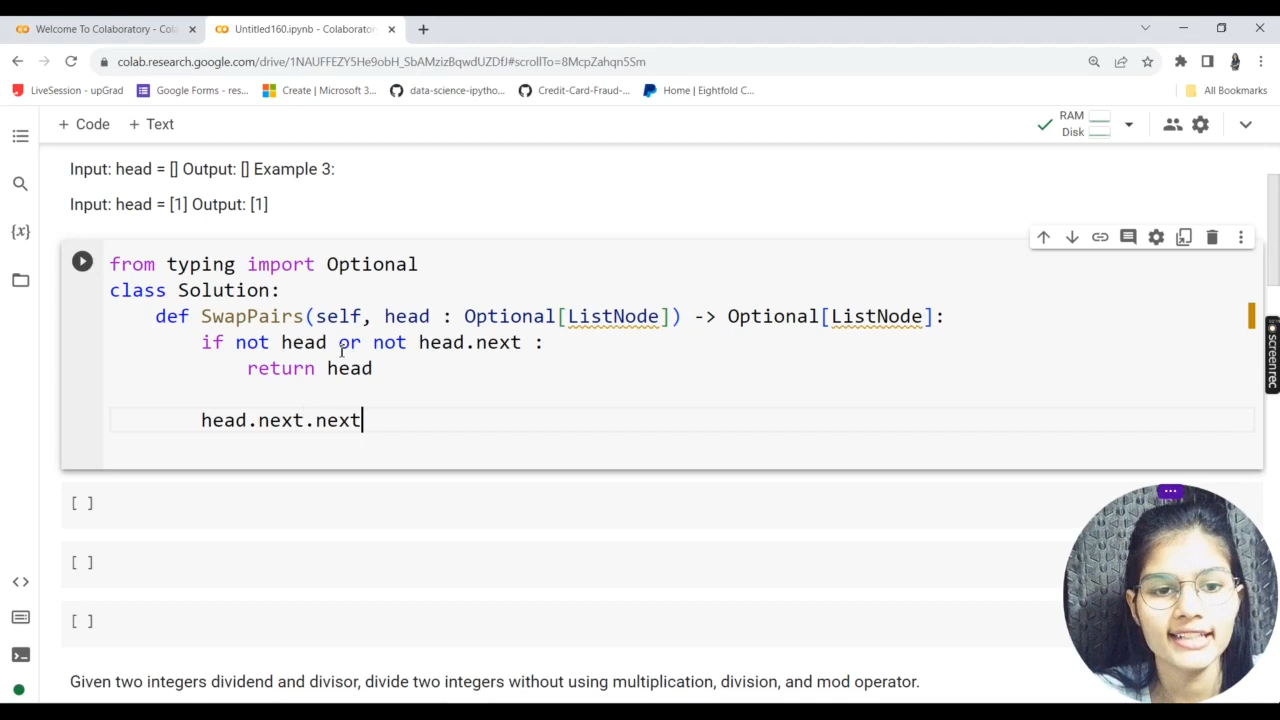 Welcome To Colaboratory - Col
Untitled160.ipynb - Colaborator
colab.research.google.com/drive/1NAUFFEZY5He9obH_SbAMzizBqwdUZDfJ#scrollTo=8McpZahqn5Sm
LiveSession - upGrad
Google Forms - res...
Create | Microsoft 3...
data-science-ipytho...
Credit-Card-Fraud-...
Home | Eightfold C...
All Bookmarks
+ Code + Text
RAM
Disk
Input: head = [] Output: [] Example 3:
Input: head = [1] Output: [1]
{x}
from typing import Optional
class Solution:
def SwapPairs(self, head : Optional[ListNode]) -> Optional[ListNode]:
if not head or not head.next :
return head
head.next.next
screenrec
[ ]
[ ]
[ ]
Given two integers dividend and divisor, divide two integers without using multiplication, division, and mod operator.